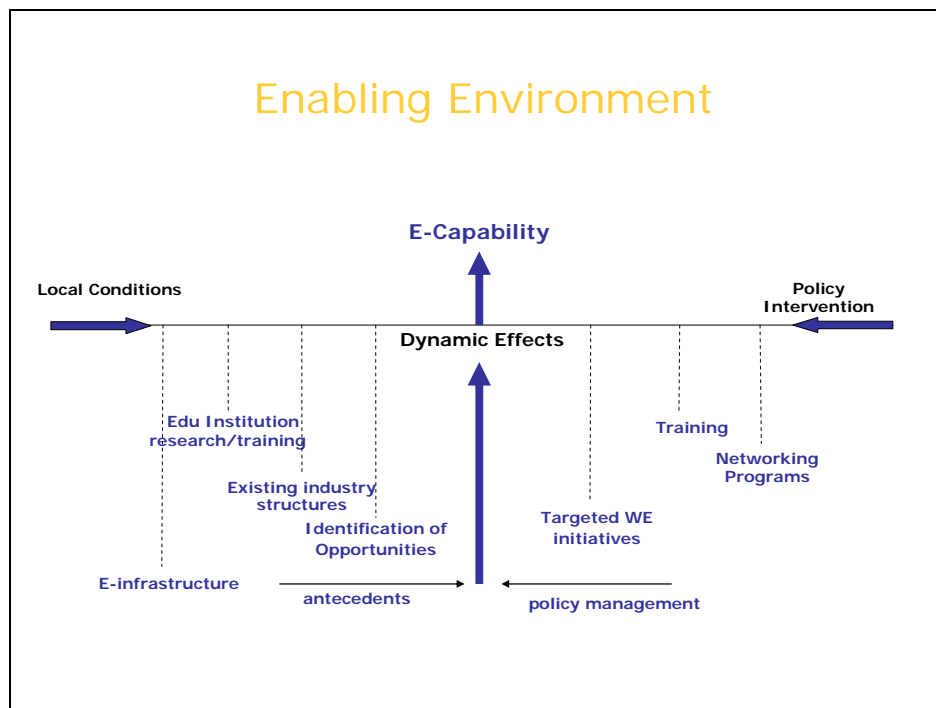 Enabling Environment
E-Capability
Local Conditions
Policy
Intervention
Dynamic Effects
Edu Institution
research/training
Training
Networking
Programs
Existing industry
structures
Identification of
Opportunities
Targeted WE
initiatives
E-infrastructure
antecedents
policy management